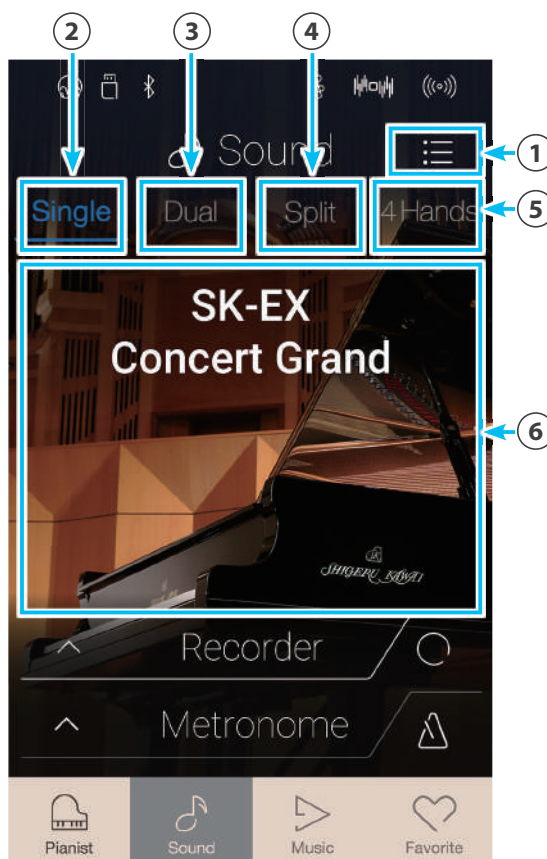 2 3 4
Sound
1
Single Dual Split 4 Hands
5
SK-EX
Concert Grand
6
SK
SHIGERU KAWAI
Recorder
Metronome
Pianist Sound Music Favorite